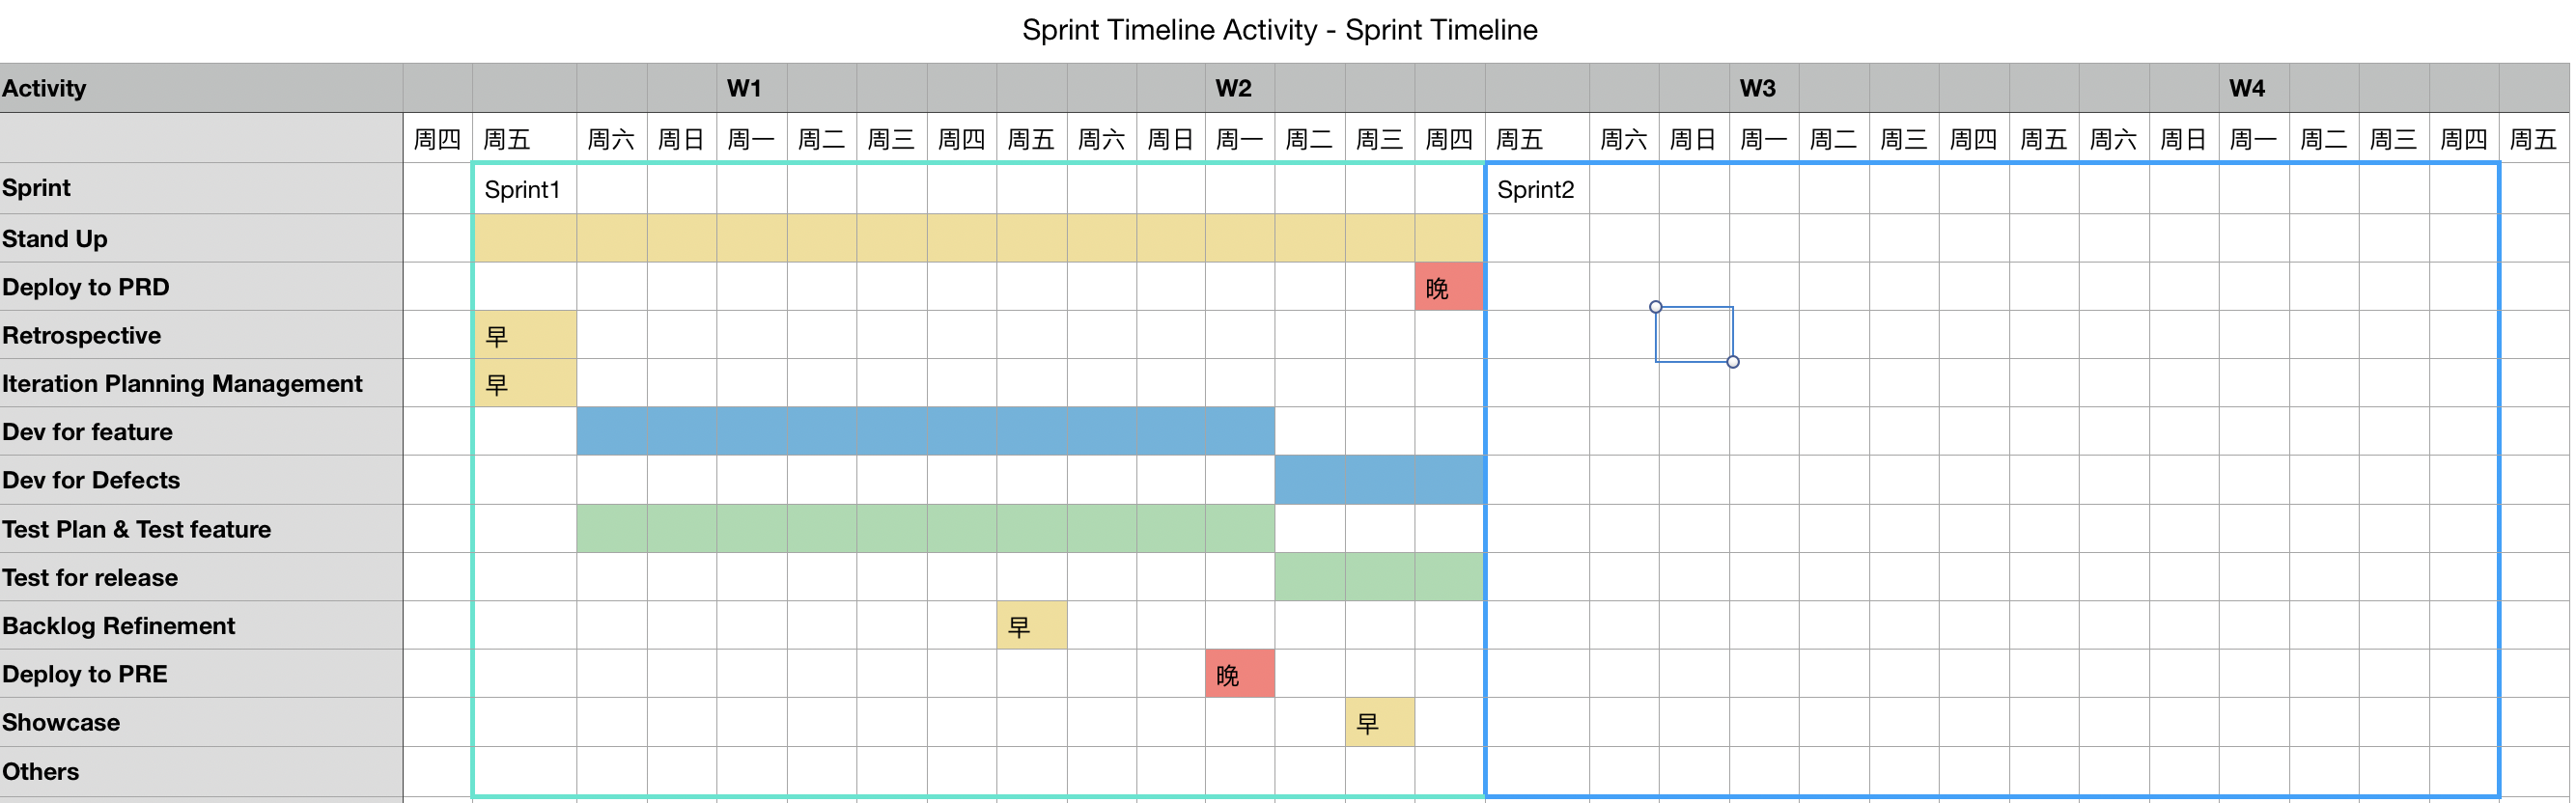 Sprint Timeline Activity - Sprint Timeline
Activity W1 W2 W3 W4
周四 周五 周六 周日 周一 周二 周三 周四 周五 周六 周日 周一 周二 周三 周四 周五 周六 周日 周一 周二 周三 周四 周五 周六 周日 周一 周二 周三 周四 周五
Sprint Sprint1 Sprint2
Stand Up
Deploy to PRD 晚
Retrospective 早
Iteration Planning Management 早
Dev for feature
Dev for Defects
Test Plan & Test feature
Test for release
Backlog Refinement 早
Deploy to PRE 晚
Showcase 早
Others